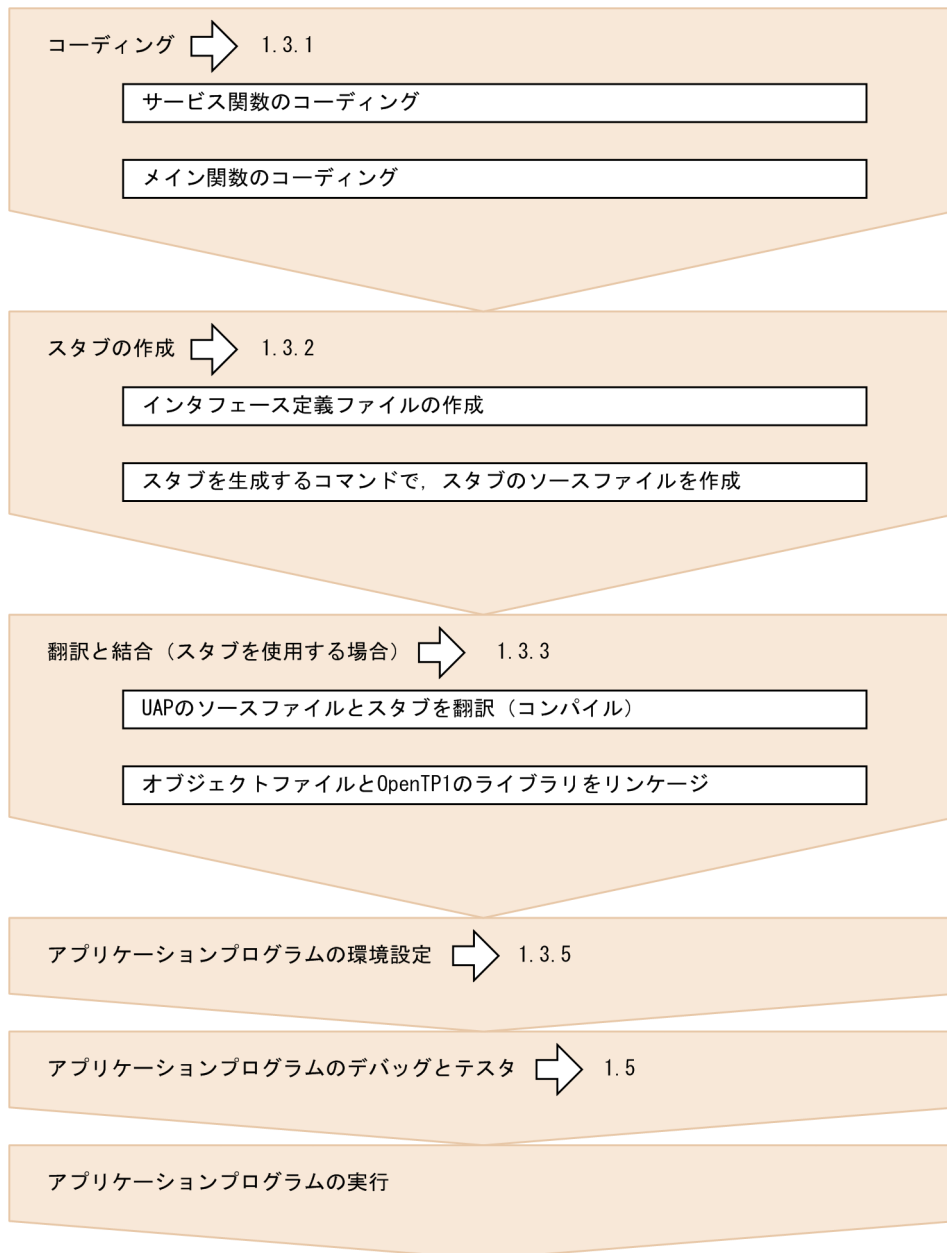 コーディング 1.3.1
サービス関数のコーディング
メイン関数のコーディング
スタブの作成 1.3.2
インタフェース定義ファイルの作成
スタブを生成するコマンドで，スタブのソースファイルを作成
翻訳と結合（スタブを使用する場合） 1.3.3
UAPのソースファイルとスタブを翻訳（コンパイル）
オブジェクトファイルとOpenTP1のライブラリをリンケージ
アプリケーションプログラムの環境設定 1.3.5
アプリケーションプログラムのデバッグとテスタ 1.5
アプリケーションプログラムの実行